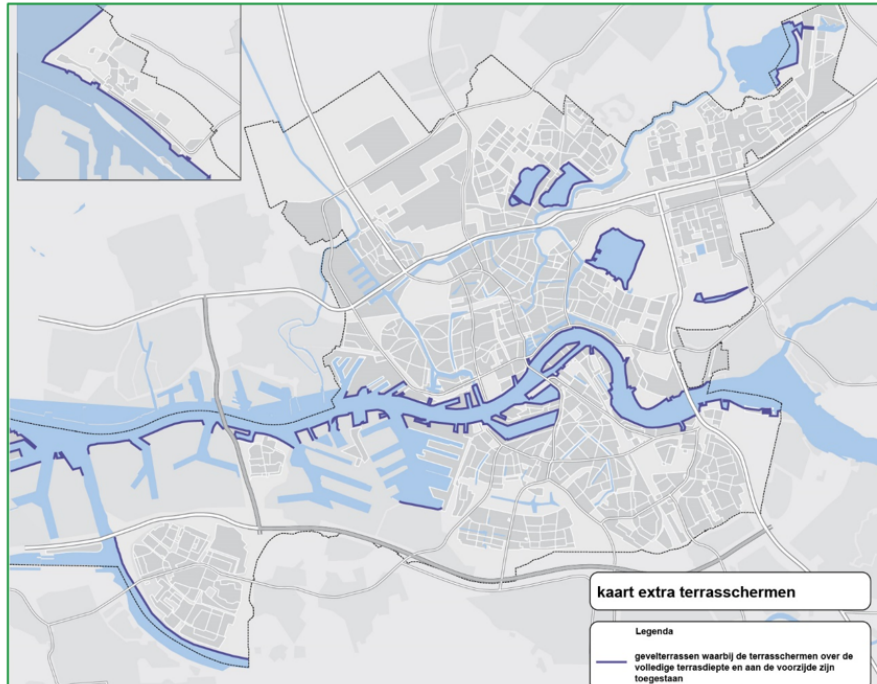 kaart extra terrasschermen
Legenda
gevelterrassen waarbij de terrasschermen over de
volledige terrasdiepte en aan de voorzijde zijn
toegestaan